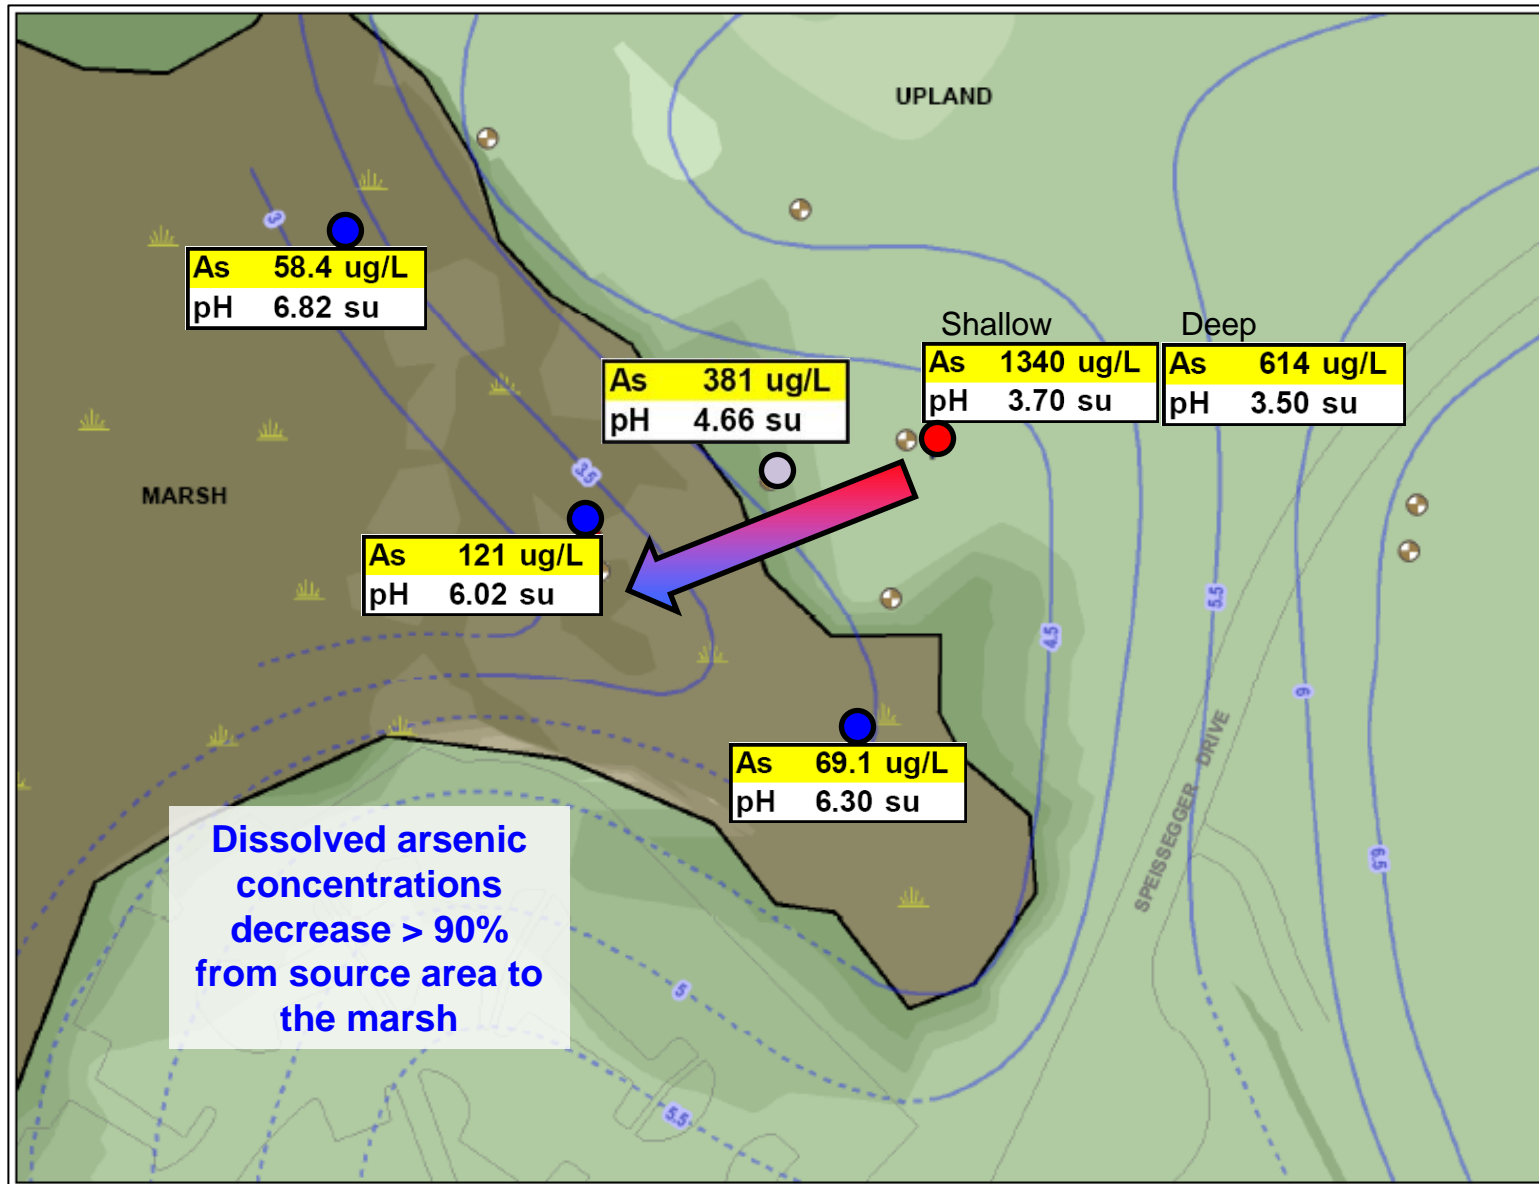 UPLAND
3
As 58.4 ug/L
pH 6.82 su
Shallow
Deep
As 1340 ug/L
pH 3.70 su
As 614 ug/L
pH 3.50 su
As 381 ug/L
pH 4.66 su
3.5
MARSH
As 121 ug/L
pH 6.02 su
5.5
4.5
6
SPEISSEGGER DRIVE
As 69.1 ug/L
pH 6.30 su
6.5
Dissolved arsenic
concentrations
decrease > 90%
from source area to
the marsh
5
5.5